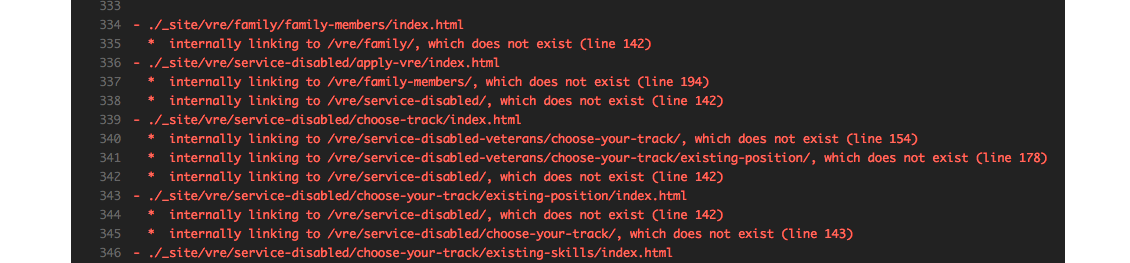 333
334 - ./_site/vre/family/family-members/index.html
335   *  internally linking to /vre/family/, which does not exist (line 142)
336 - ./_site/vre/service-disabled/apply-vre/index.html
337   *  internally linking to /vre/family-members/, which does not exist (line 194)
338   *  internally linking to /vre/service-disabled/, which does not exist (line 142)
339 - ./_site/vre/service-disabled/choose-track/index.html
340   *  internally linking to /vre/service-disabled-veterans/choose-your-track/, which does not exist (line 154)
341   *  internally linking to /vre/service-disabled-veterans/choose-your-track/existing-position/, which does not exist (line 178)
342   *  internally linking to /vre/service-disabled/, which does not exist (line 142)
343 - ./_site/vre/service-disabled/choose-your-track/existing-position/index.html
344   *  internally linking to /vre/service-disabled/, which does not exist (line 142)
345   *  internally linking to /vre/service-disabled/choose-your-track/, which does not exist (line 143)
346 - ./_site/vre/service-disabled/choose-your-track/existing-skills/index.html